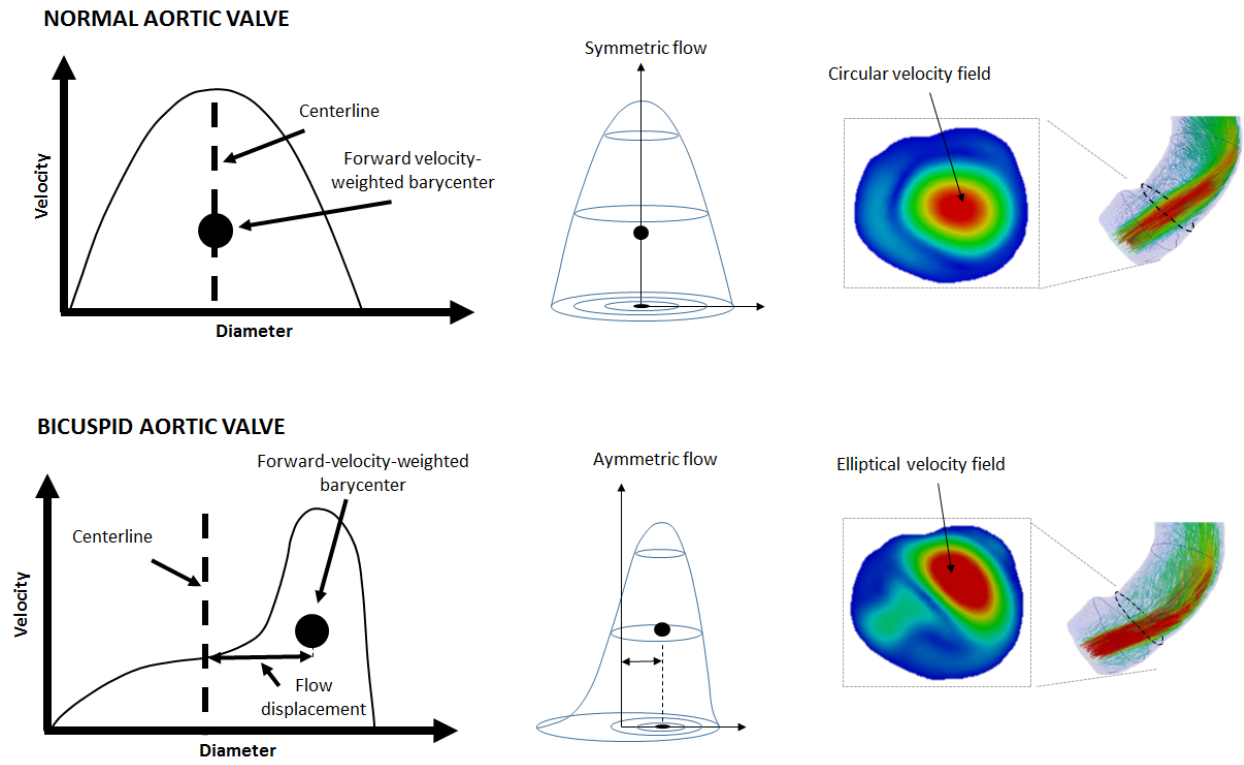 NORMAL AORTIC VALVE
Velocity
Diameter
Centerline
Forward velocity-
weighted barycenter
Symmetric flow
Circular velocity field
BICUSPID AORTIC VALVE
Velocity
Diameter
Centerline
Forward-velocity-weighted
barycenter
Flow
displacement
Aymmetric flow
Elliptical velocity field